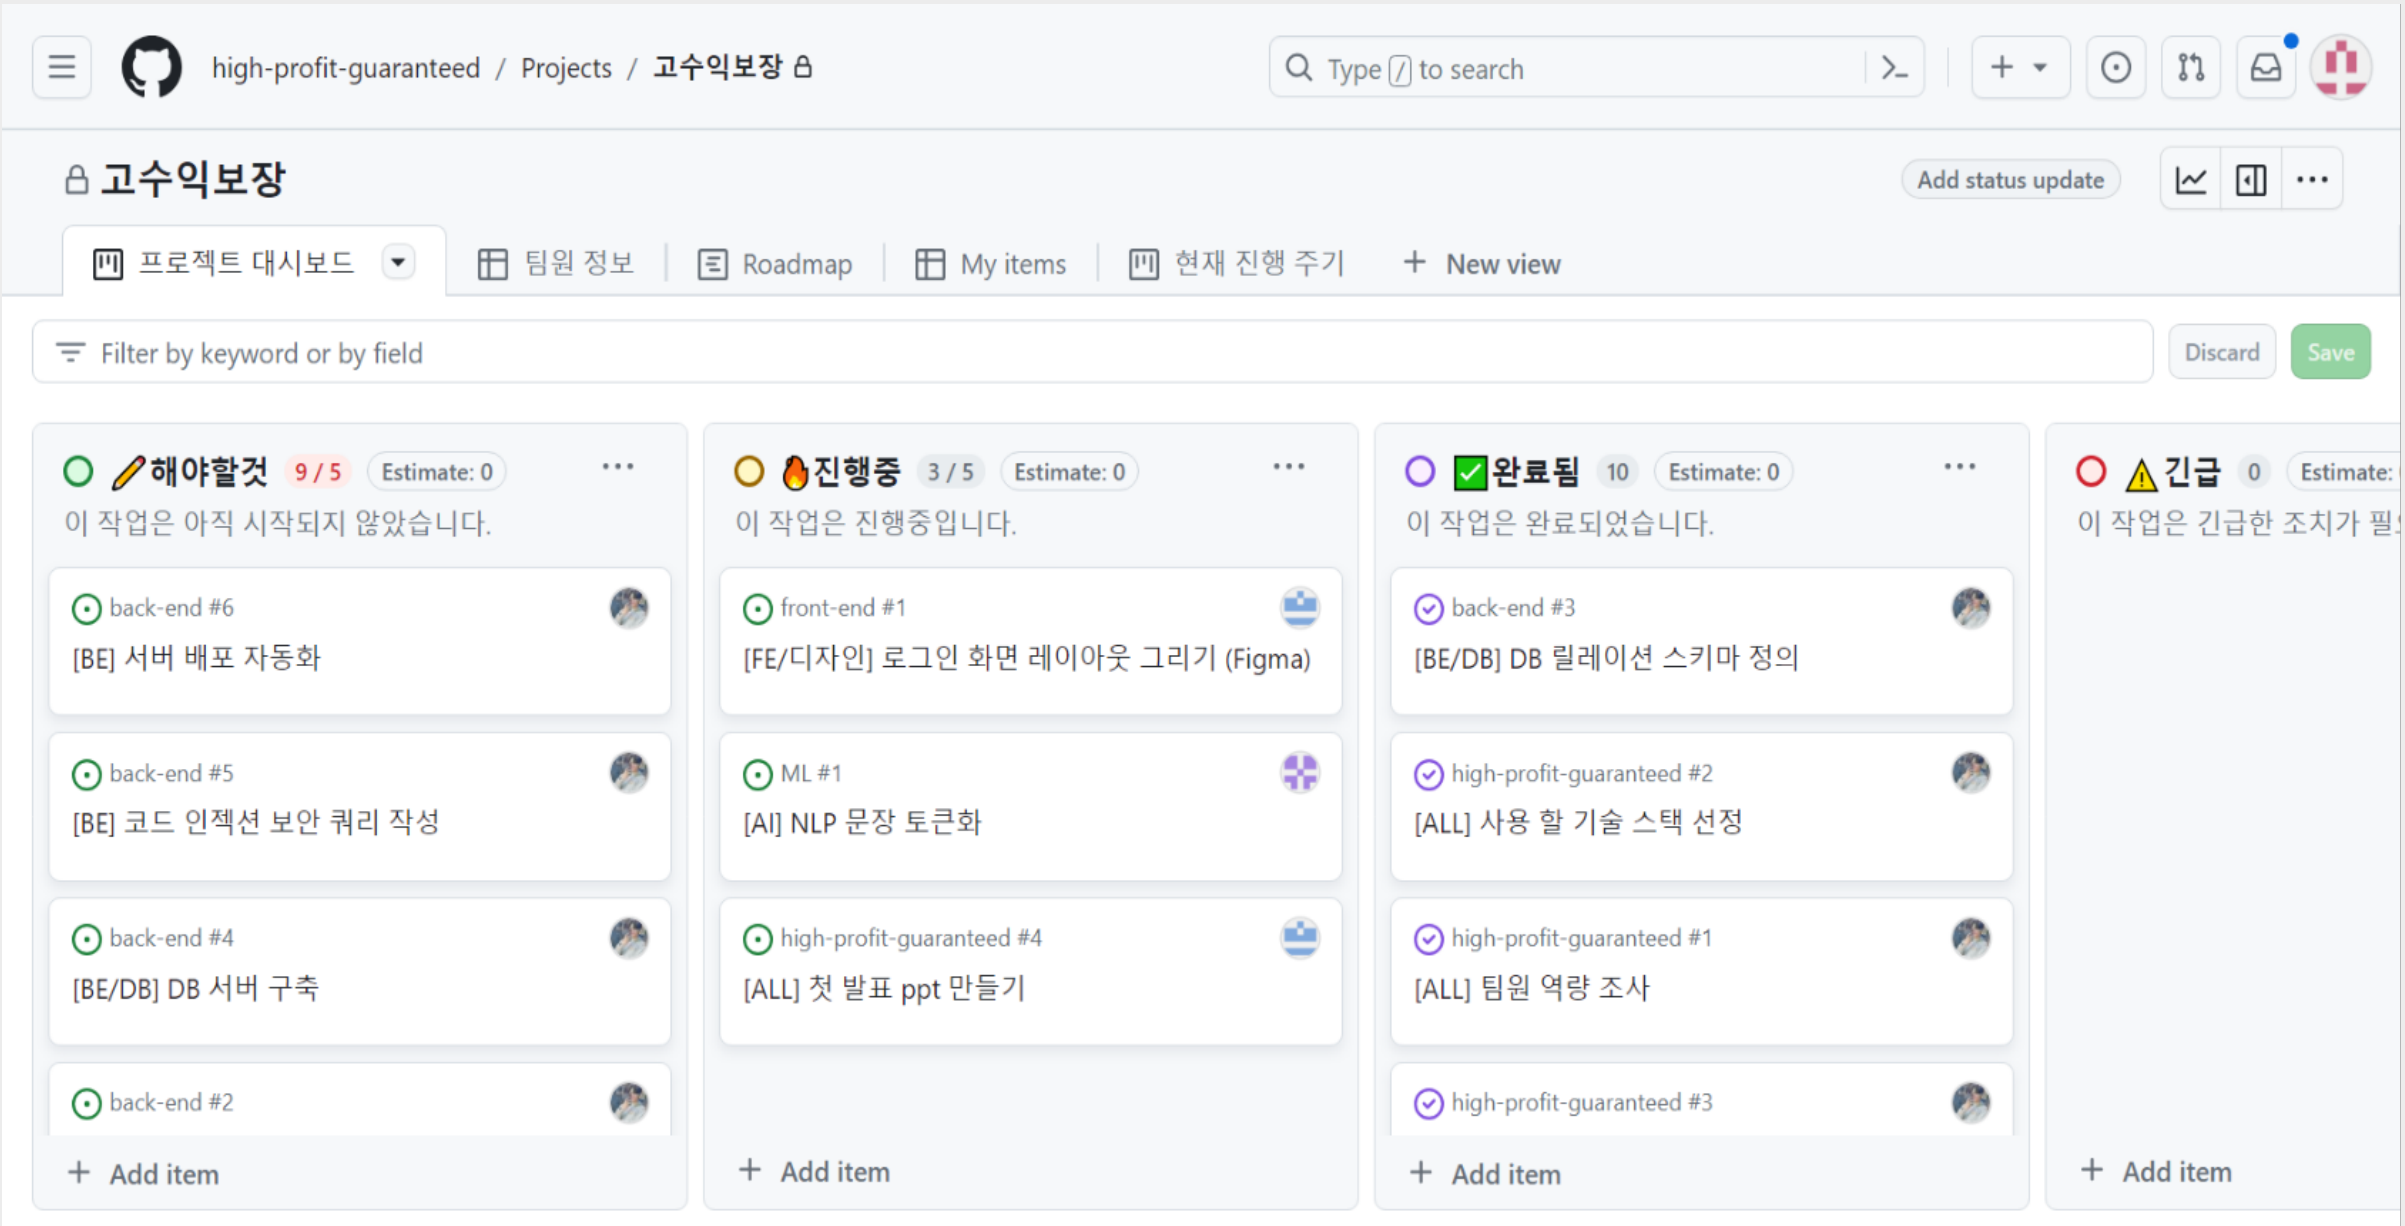 high-profit-guaranteed / Projects / 고수익보장
Type / to search
고수익보장
Add status update
프로젝트 대시보드
팀원 정보
Roadmap
My items
현재 진행 주기
+ New view
Filter by keyword or by field
Discard
Save
해야할것 9 / 5 Estimate: 0
이 작업은 아직 시작되지 않았습니다.
back-end #6
[BE] 서버 배포 자동화
back-end #5
[BE] 코드 인젝션 보안 쿼리 작성
back-end #4
[BE/DB] DB 서버 구축
back-end #2
+ Add item
진행중 3 / 5 Estimate: 0
이 작업은 진행중입니다.
front-end #1
[FE/디자인] 로그인 화면 레이아웃 그리기 (Figma)
ML #1
[AI] NLP 문장 토큰화
high-profit-guaranteed #4
[ALL] 첫 발표 ppt 만들기
+ Add item
완료됨 10 Estimate: 0
이 작업은 완료되었습니다.
back-end #3
[BE/DB] DB 릴레이션 스키마 정의
high-profit-guaranteed #2
[ALL] 사용 할 기술 스택 선정
high-profit-guaranteed #1
[ALL] 팀원 역량 조사
high-profit-guaranteed #3
+ Add item
긴급 0 Estimate:
이 작업은 긴급한 조치가
+ Add item